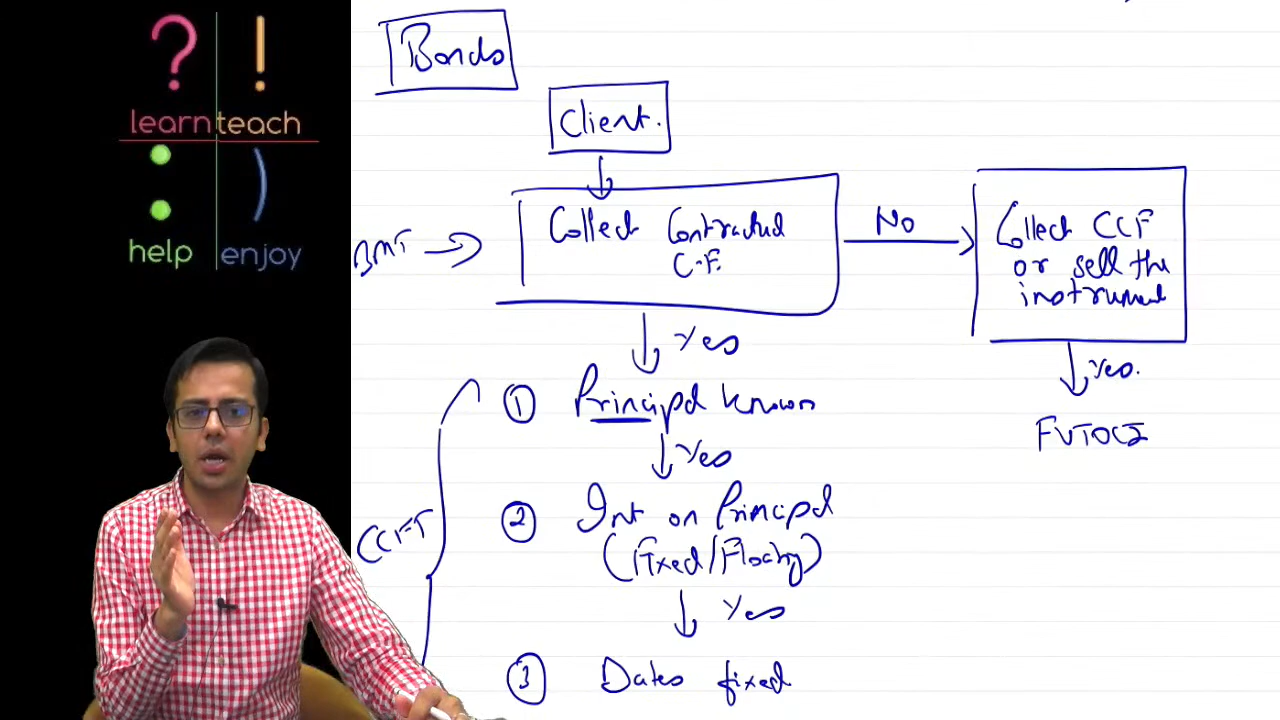 ?
!
learn
teach
:
)
help
enjoy
Bonds
Client.
BMT →
Collect Contracted
C.F.
No
Collect CCF
or sell the
instrument
Yes
Yes.
FVTOCI
① Principal known
Yes
② Int on Principal
(Fixed/Floating)
CCFT
Yes
③ Dates fixed